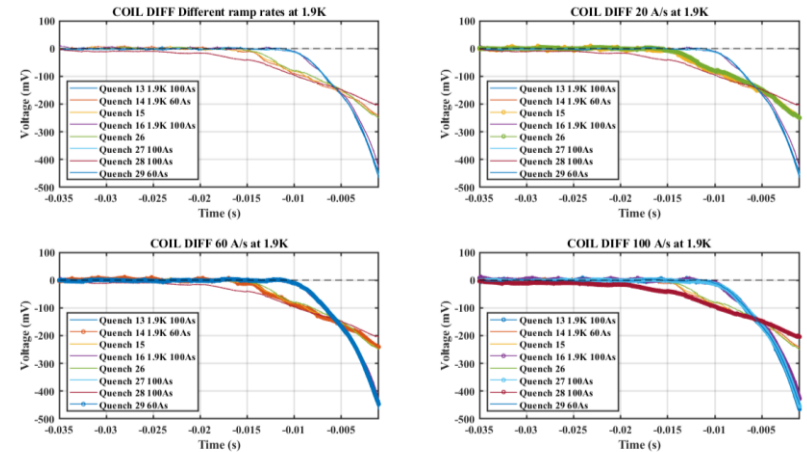 COIL DIFF Different ramp rates at 1.9K
100
0
-100
-200
-300
-400
-500
Voltage (mV)
Quench 13 1.9K 100As
Quench 14 1.9K 60As
Quench 15
Quench 16 1.9K 100As
Quench 26
Quench 27 100As
Quench 28 100As
Quench 29 60As
-0.035 -0.03 -0.025 -0.02 -0.015 -0.01 -0.005
Time (s)
COIL DIFF 20 A/s at 1.9K
100
0
-100
-200
-300
-400
-500
Voltage (mV)
Quench 13 1.9K 100As
Quench 14 1.9K 60As
Quench 15
Quench 16 1.9K 100As
Quench 26
Quench 27 100As
Quench 28 100As
Quench 29 60As
-0.035 -0.03 -0.025 -0.02 -0.015 -0.01 -0.005
Time (s)
COIL DIFF 60 A/s at 1.9K
100
0
-100
-200
-300
-400
-500
Voltage (mV)
Quench 13 1.9K 100As
Quench 14 1.9K 60As
Quench 15
Quench 16 1.9K 100As
Quench 26
Quench 27 100As
Quench 28 100As
Quench 29 60As
-0.035 -0.03 -0.025 -0.02 -0.015 -0.01 -0.005
Time (s)
COIL DIFF 100 A/s at 1.9K
100
0
-100
-200
-300
-400
-500
Voltage (mV)
Quench 13 1.9K 100As
Quench 14 1.9K 60As
Quench 15
Quench 16 1.9K 100As
Quench 26
Quench 27 100As
Quench 28 100As
Quench 29 60As
-0.035 -0.03 -0.025 -0.02 -0.015 -0.01 -0.005
Time (s)